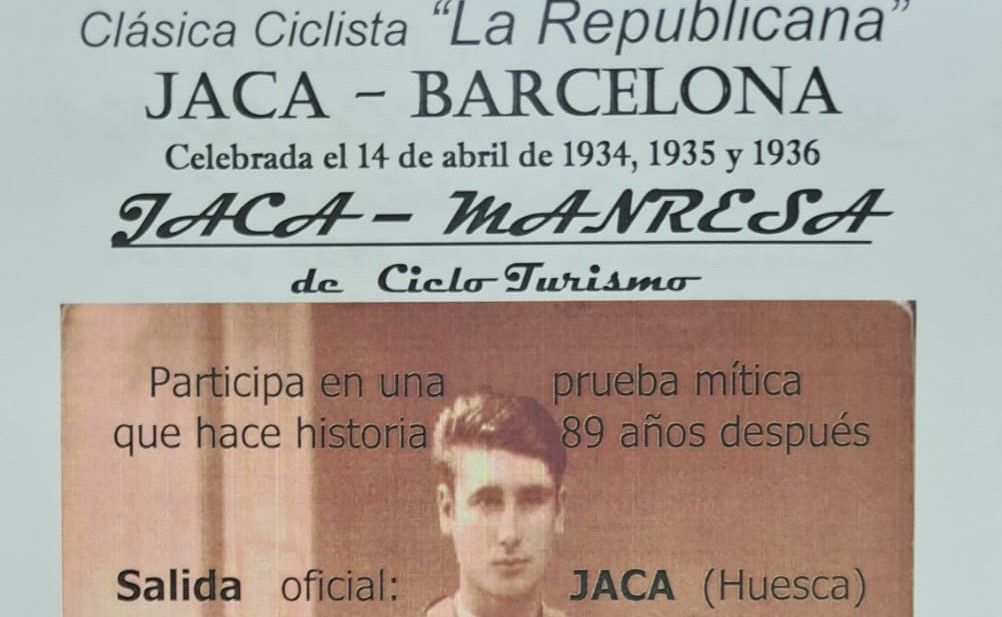 Clásica Ciclista "La Republicana"
JACA - BARCELONA
Celebrada el 14 de abril de 1934, 1935 y 1936
JACA - MANRESA
de Ciclo Turismo
Participa en una prueba mítica
que hace historia 89 años después
Salida oficial: JACA (Huesca)